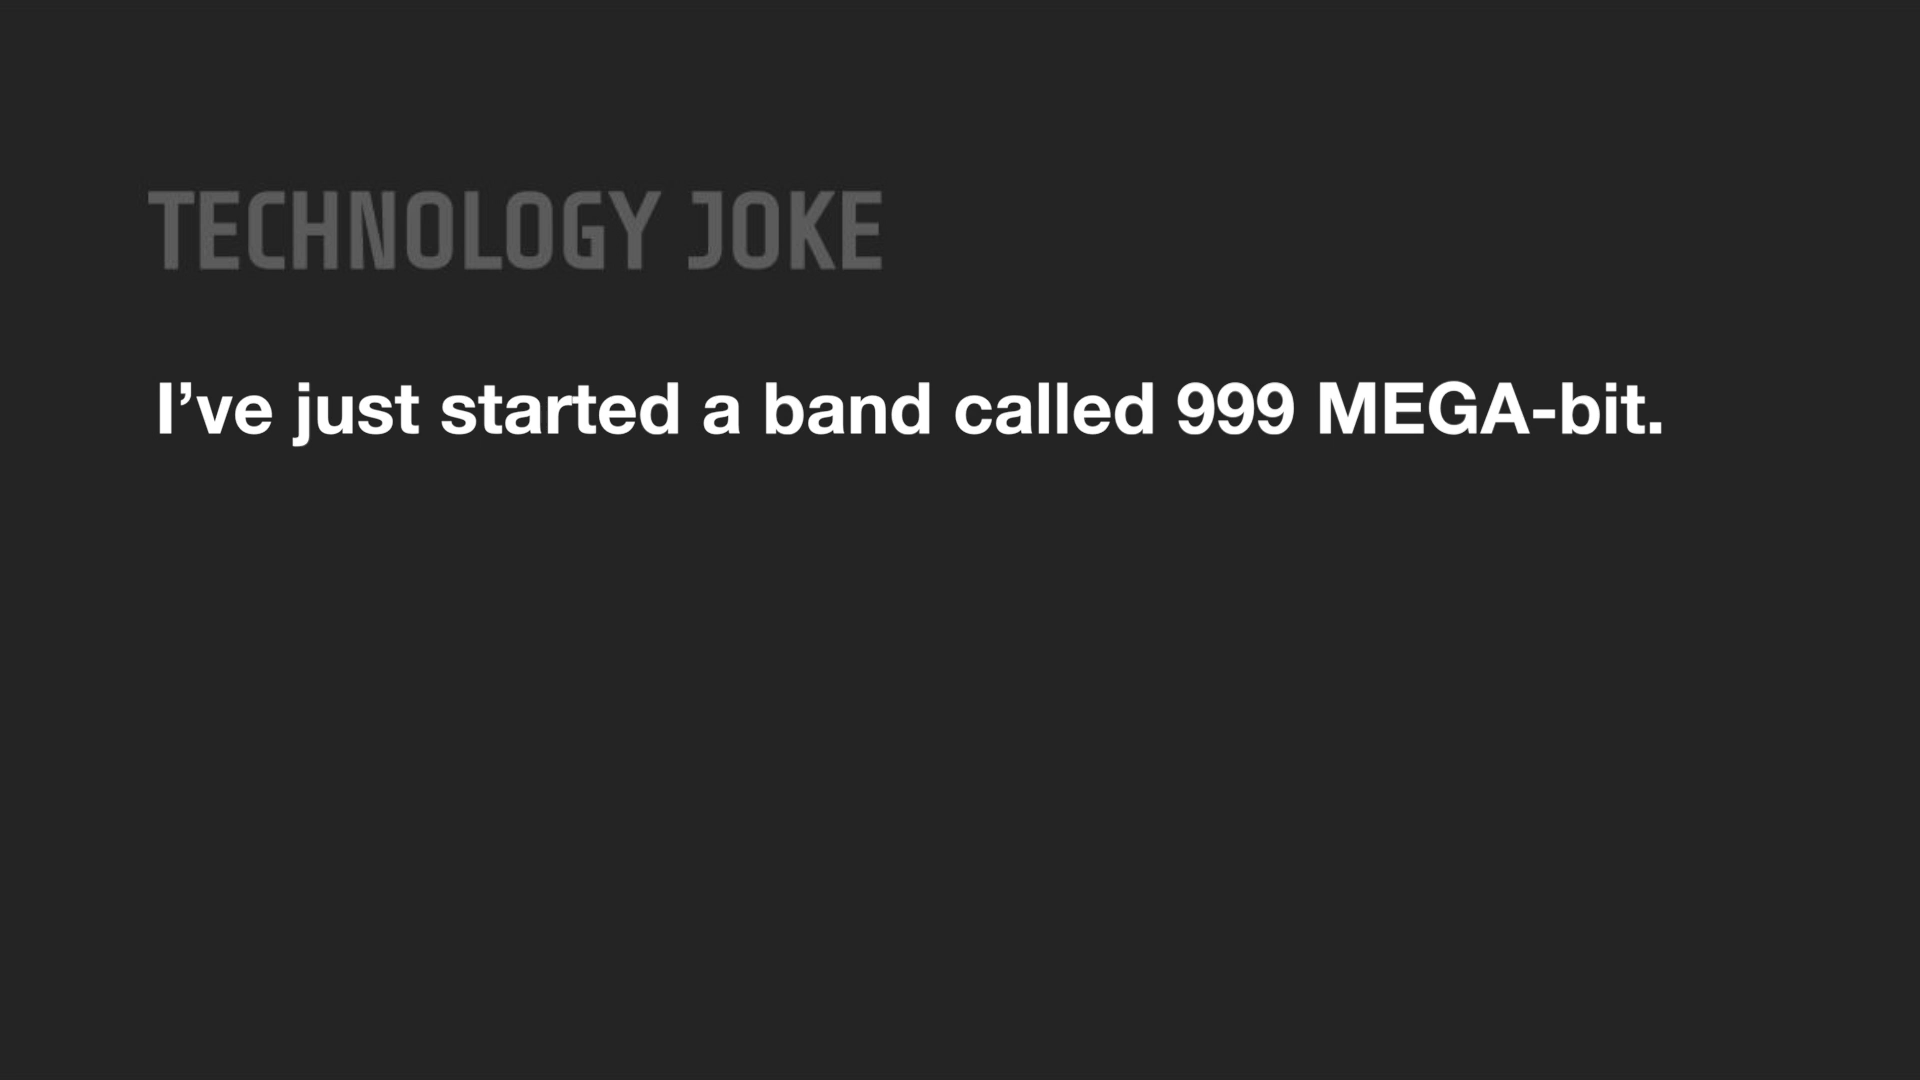 TECHNOLOGY JOKE
I’ve just started a band called 999 MEGA-bit.